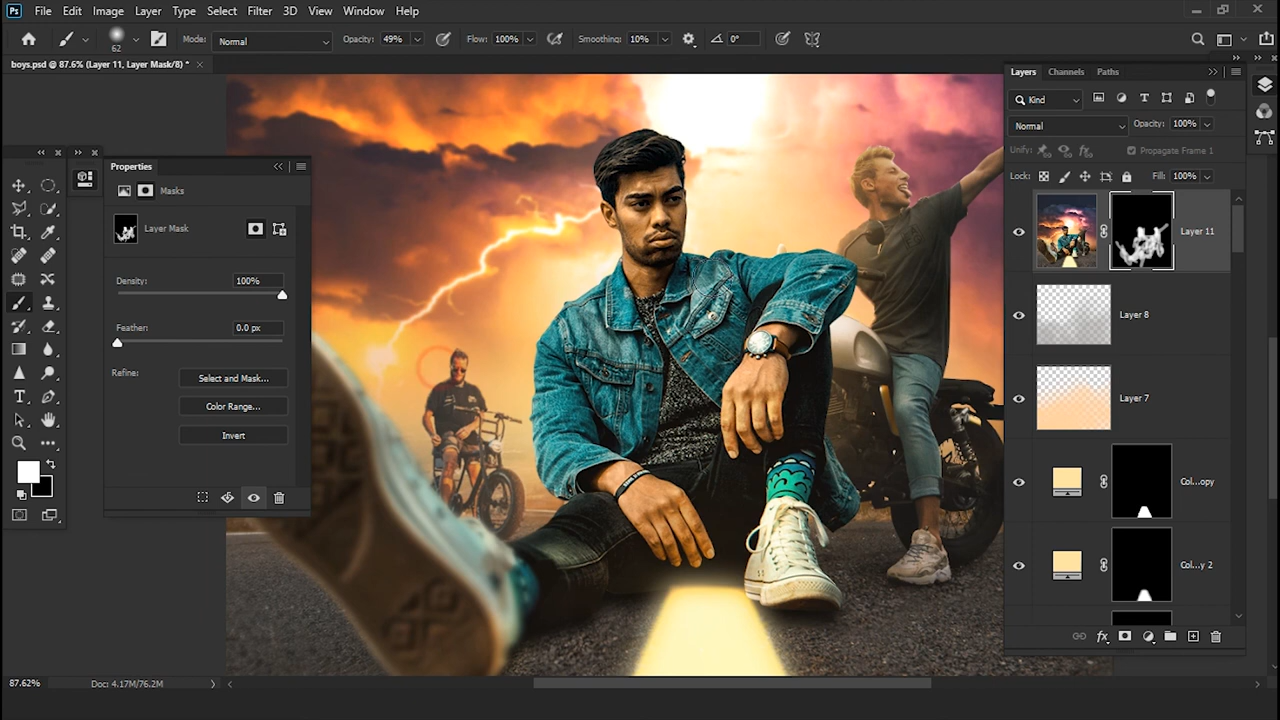 Ps File Edit Image Layer Type Select Filter 3D View Window Help
62 Mode: Normal Opacity: 49% Flow: 100% Smoothing: 10% 0°
boys.psd @ 87.6% (Layer 11, Layer Mask/8) *
Properties
Masks
Layer Mask
Density: 100%
Feather: 0.0 px
Refine: Select and Mask...
Color Range...
Invert
Layers Channels Paths
Kind
Normal Opacity: 100%
Unify: Propagate Frame 1
Lock: Fill: 100%
Layer 11
Layer 8
Layer 7
Col...opy
Col...y 2
87.62% Doc: 4.17M/76.2M